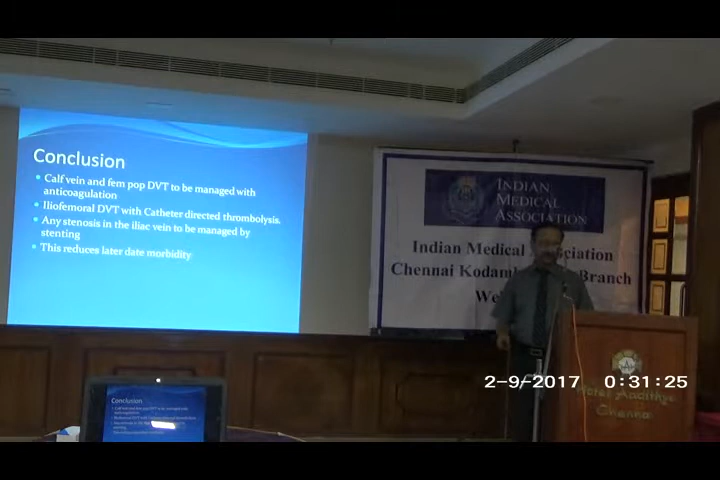 Conclusion
• Calf vein and fem pop DVT to be managed with
anticoagulation
• Iliofemoral DVT with Catheter directed thrombolysis.
• Any stenosis in the iliac vein to be managed by
stenting
• This reduces later date morbidity
INDIAN
MEDICAL
ASSOCIATION
Indian Medical Association
Chennai Branch
2-9-2017 0:31:25
Chennai
Conclusion